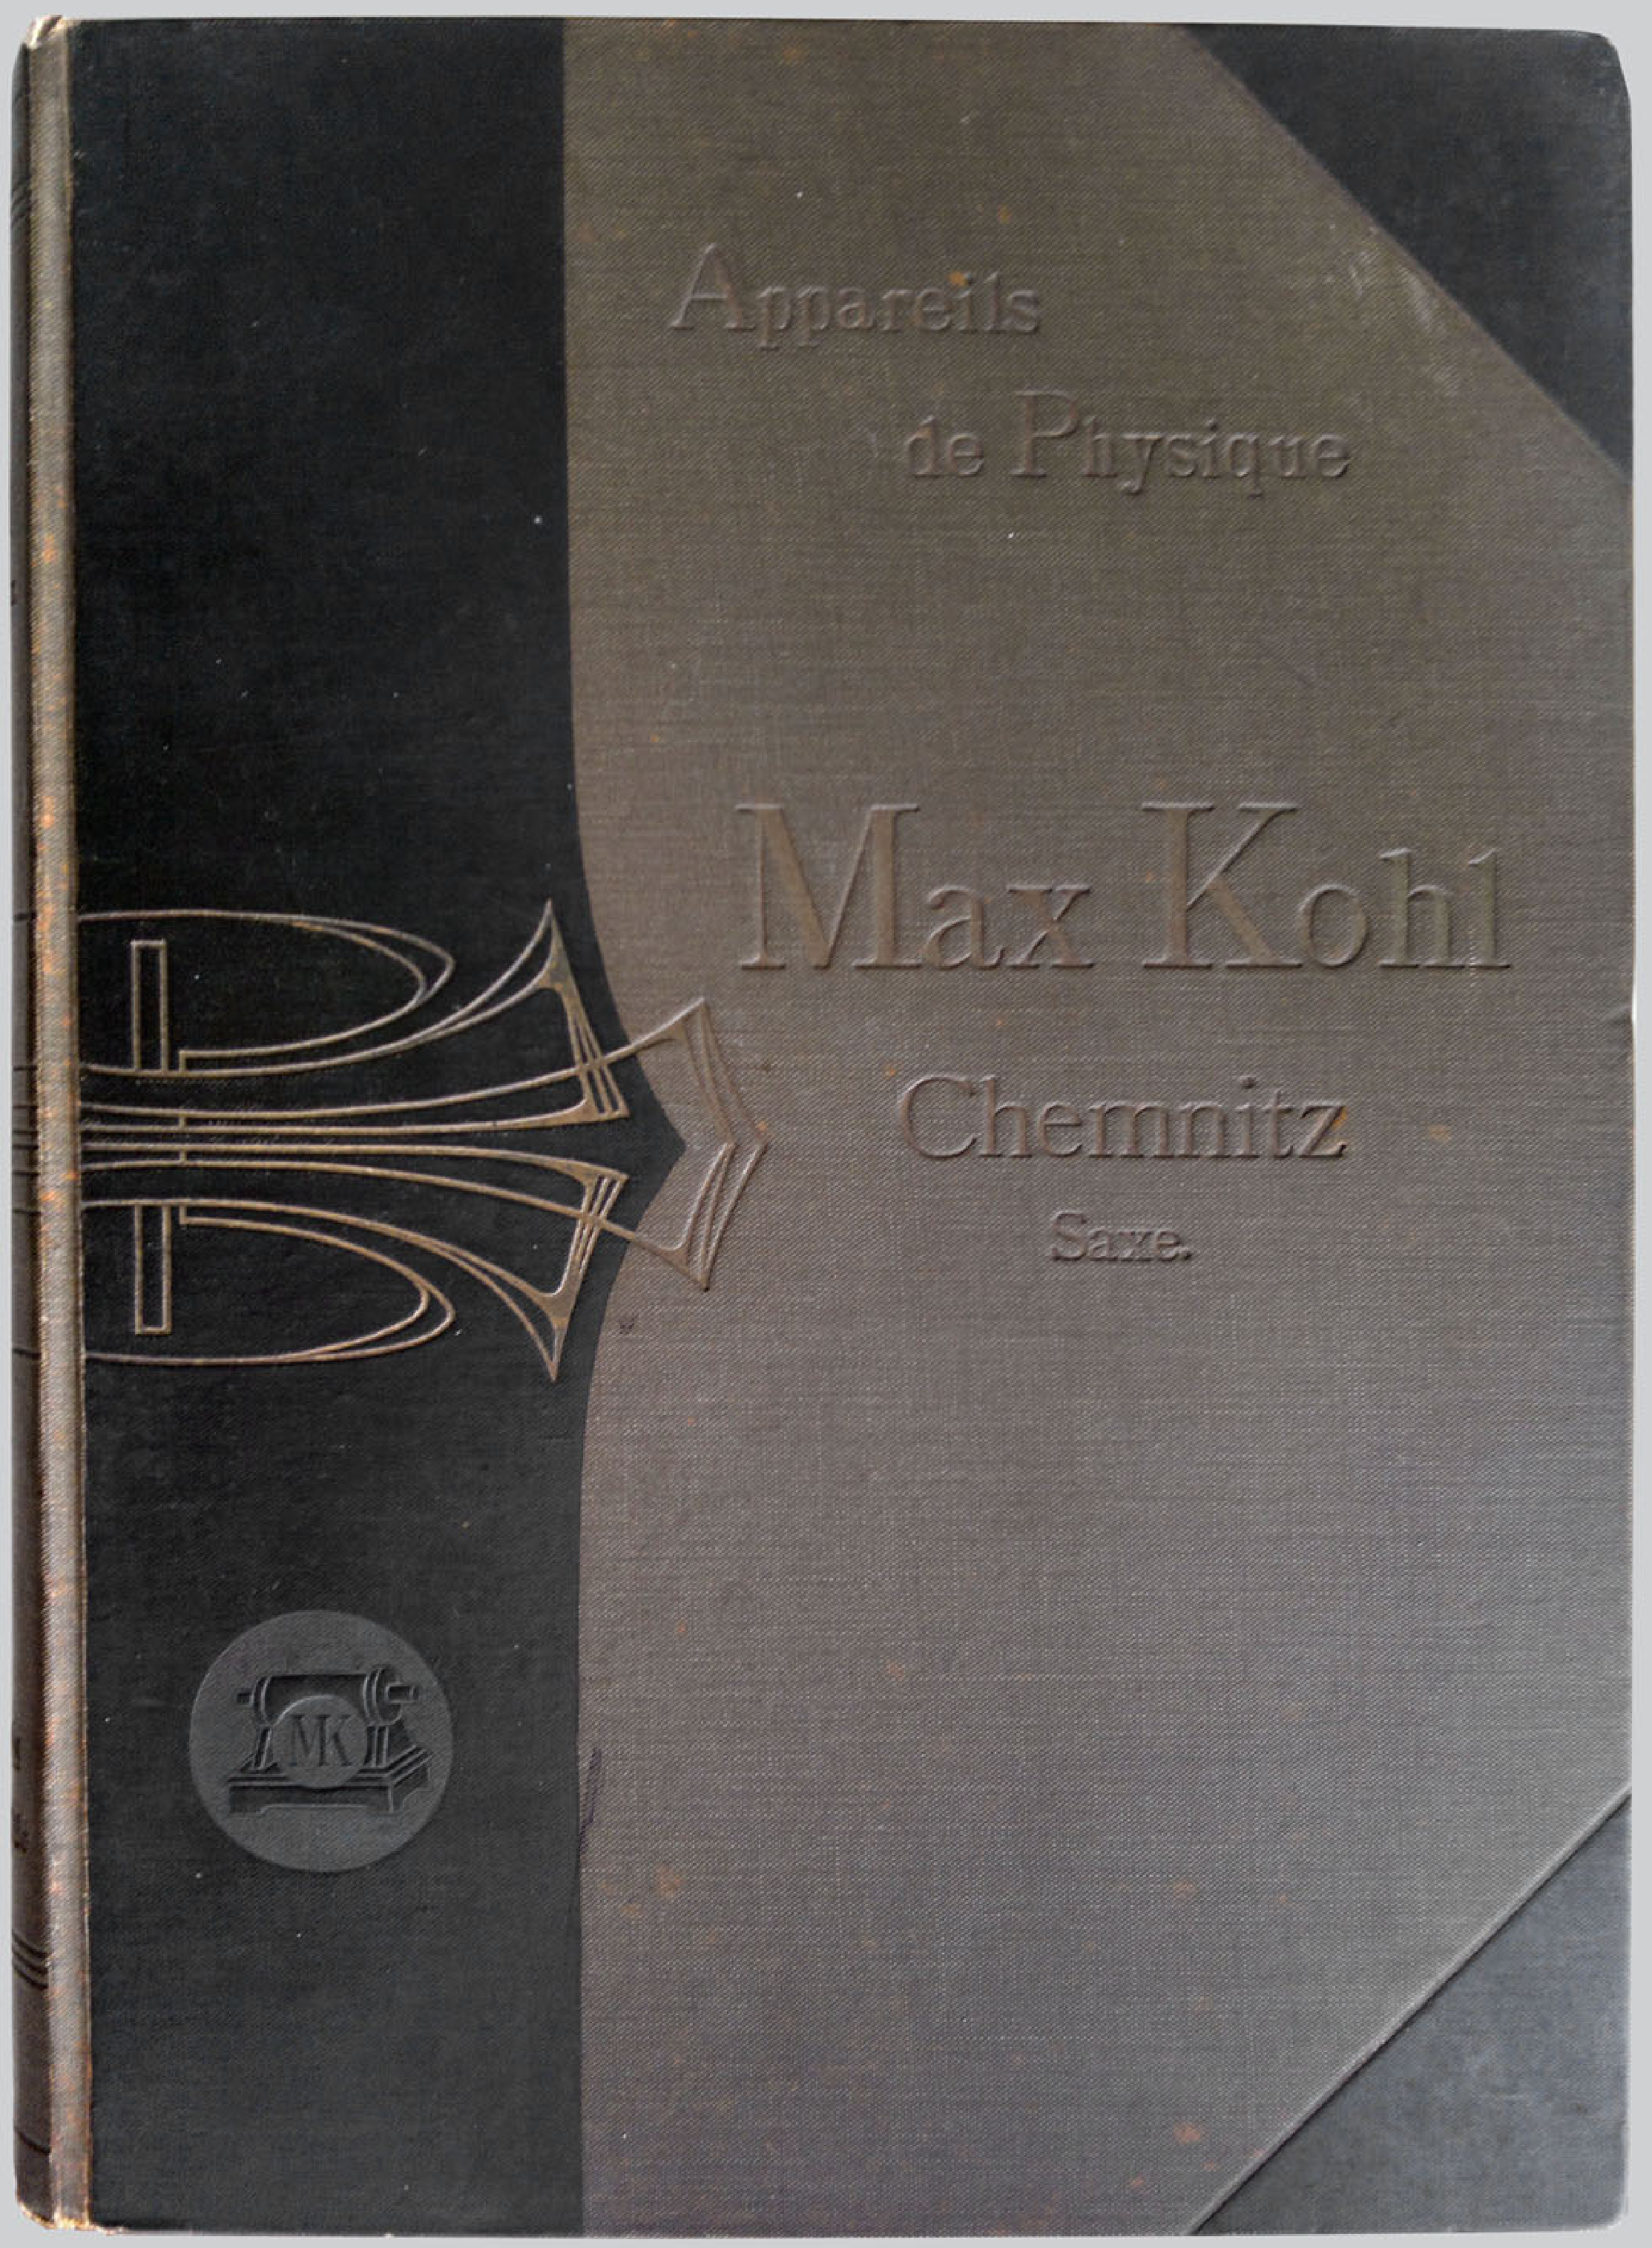 Appareils
de Physique
Max Kohl
Chemnitz
Saxe.
MK